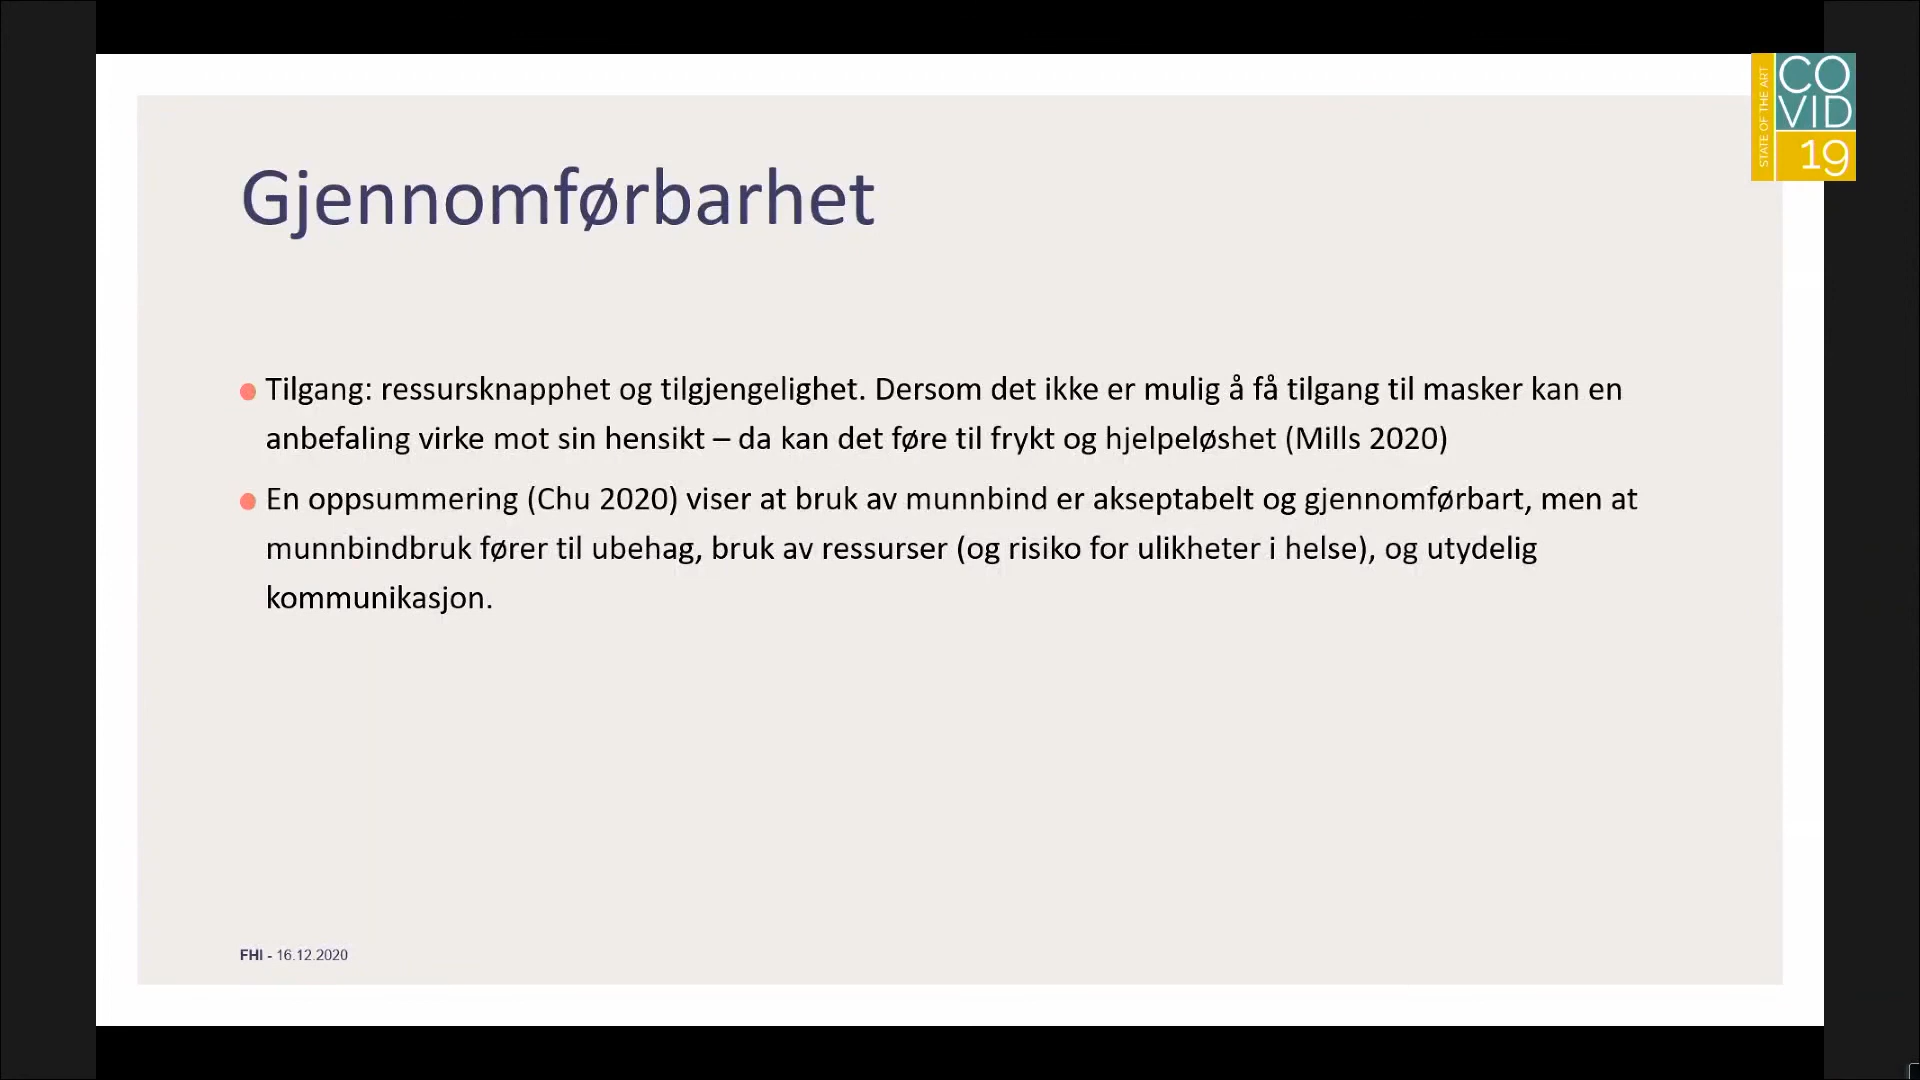 STATE OF THE ART
CO
VID
19
Gjennomførbarhet
Tilgang: ressursknapphet og tilgjengelighet. Dersom det ikke er mulig å få tilgang til masker kan en
anbefaling virke mot sin hensikt – da kan det føre til frykt og hjelpeløshet (Mills 2020)
En oppsummering (Chu 2020) viser at bruk av munnbind er akseptabelt og gjennomførbart, men at
munnbindbruk fører til ubehag, bruk av ressurser (og risiko for ulikheter i helse), og utydelig
kommunikasjon.
FHI - 16.12.2020